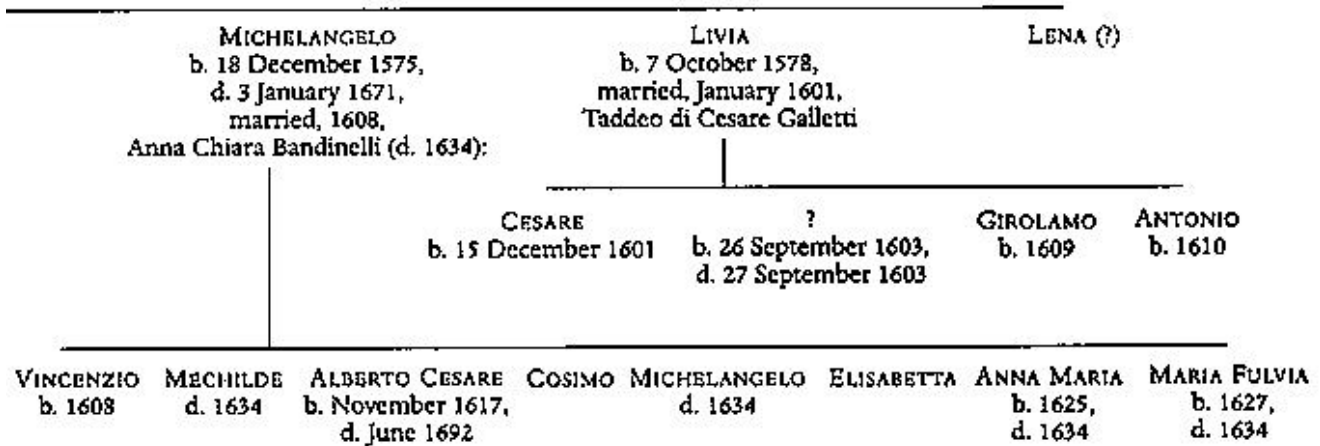 MICHELANGELO
b. 18 December 1575,
d. 3 January 1671,
married, 1608,
Anna Chiara Bandinelli (d. 1634):
LIVIA
b. 7 October 1578,
married, January 1601,
Taddeo di Cesare Galletti
LENA (?)
CESARE
b. 15 December 1601
?
b. 26 September 1603,
d. 27 September 1603
GIROLAMO
b. 1609
ANTONIO
b. 1610
VINCENZIO
b. 1608
MECHILDE
d. 1634
ALBERTO CESARE
b. November 1617,
d. June 1692
COSIMO
MICHELANGELO
d. 1634
ELISABETTA
ANNA MARIA
b. 1625,
d. 1634
MARIA FULVIA
b. 1627,
d. 1634